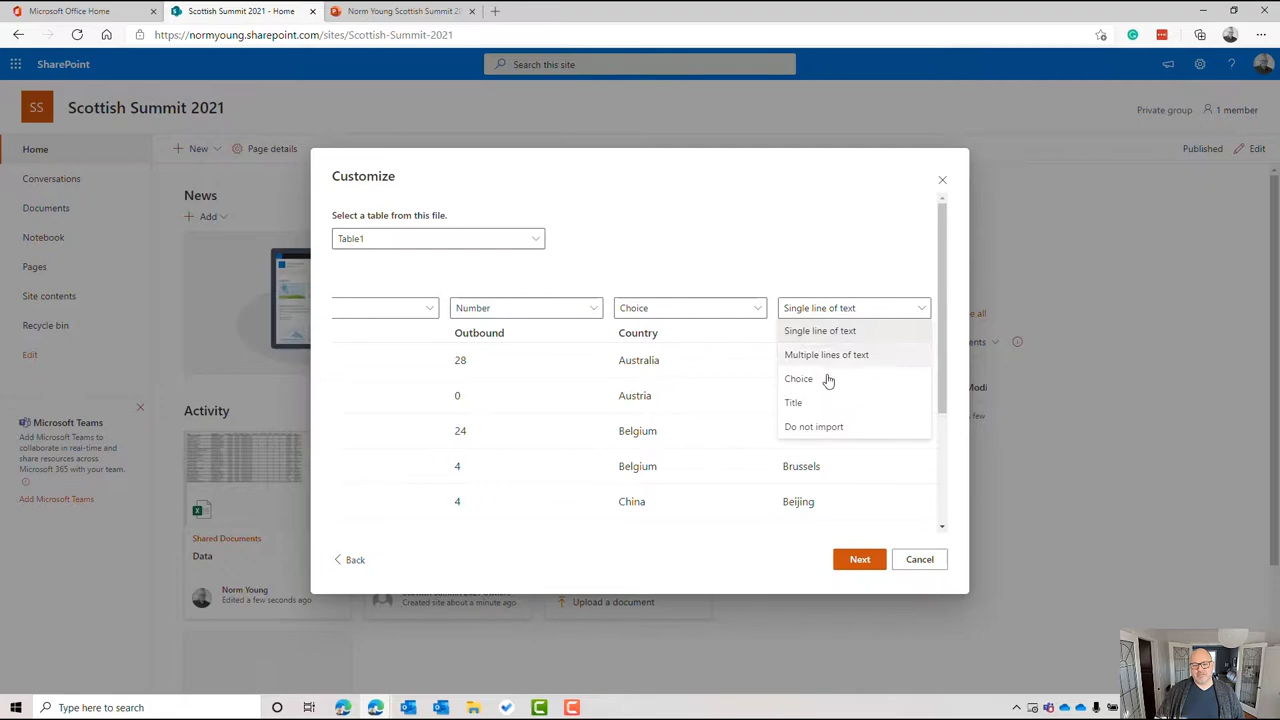 Microsoft Office Home
Scottish Summit 2021 - Home
Norm Young Scottish Summit 2
https://normyoung.sharepoint.com/sites/Scottish-Summit-2021
SharePoint
Search this site
?
SS
Scottish Summit 2021
Private group
1 member
Home
New
Page details
Published
Edit
Conversations
Documents
Notebook
Pages
Site contents
Recycle bin
Edit
News
Add
Customize
Select a table from this file.
Table1
Number
Choice
Single line of text
Outbound
Country
Single line of text
Multiple lines of text
Choice
Title
Do not import
28
Australia
0
Austria
24
Belgium
4
Belgium
Brussels
4
China
Beijing
Back
Next
Cancel
Activity
Microsoft Teams
Add Microsoft Teams to
collaborate in real-time and
share resources across
Microsoft 365 with your team.
Add Microsoft Teams
Shared Documents
Data
Norm Young
Edited a few seconds ago
Created site about a minute ago
Upload a document
Modi
Type here to search